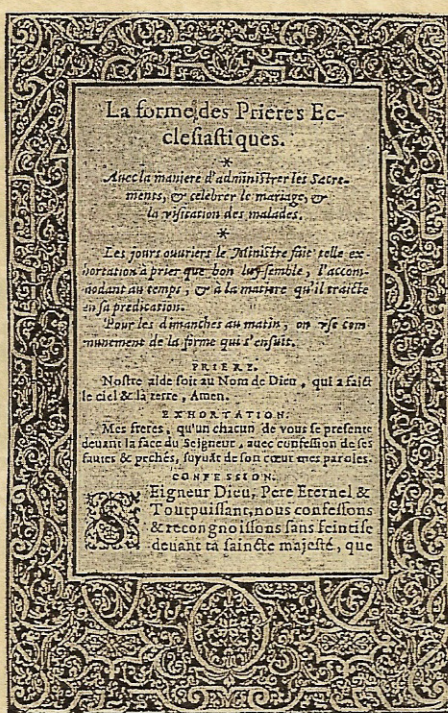 La forme des Prieres Ec-
clesiastiques.
*
Auec la maniere d'administrer les Sacre-
ments, & celebrer le mariage, &
la visitation des malades.
*
Les jours ouuriers le Ministre fait telle ex
hortation à prier que bon luy semble, l'accom-
modant au temps, & à la matiere qu'il traicte
en sa predication.
Pour les dimanches au matin, on vse com
munement de la forme qui s'ensuit.
PRIERE.
Nostre aide soit au Nom de Dieu, qui a faict
le ciel & la terre, Amen.
EXHORTATION.
Mes freres, qu'un chacun de vous se presente
deuant la face du Seigneur, auec confession de ses
fautes & pechés, suyuāt de son cœur mes paroles.
CONFESSION.
SEigneur Dieu, Pere Eternel &
Toutpuissant, nous confessons
& recongnoissons sans feintise
deuant ta saincte majesté, que